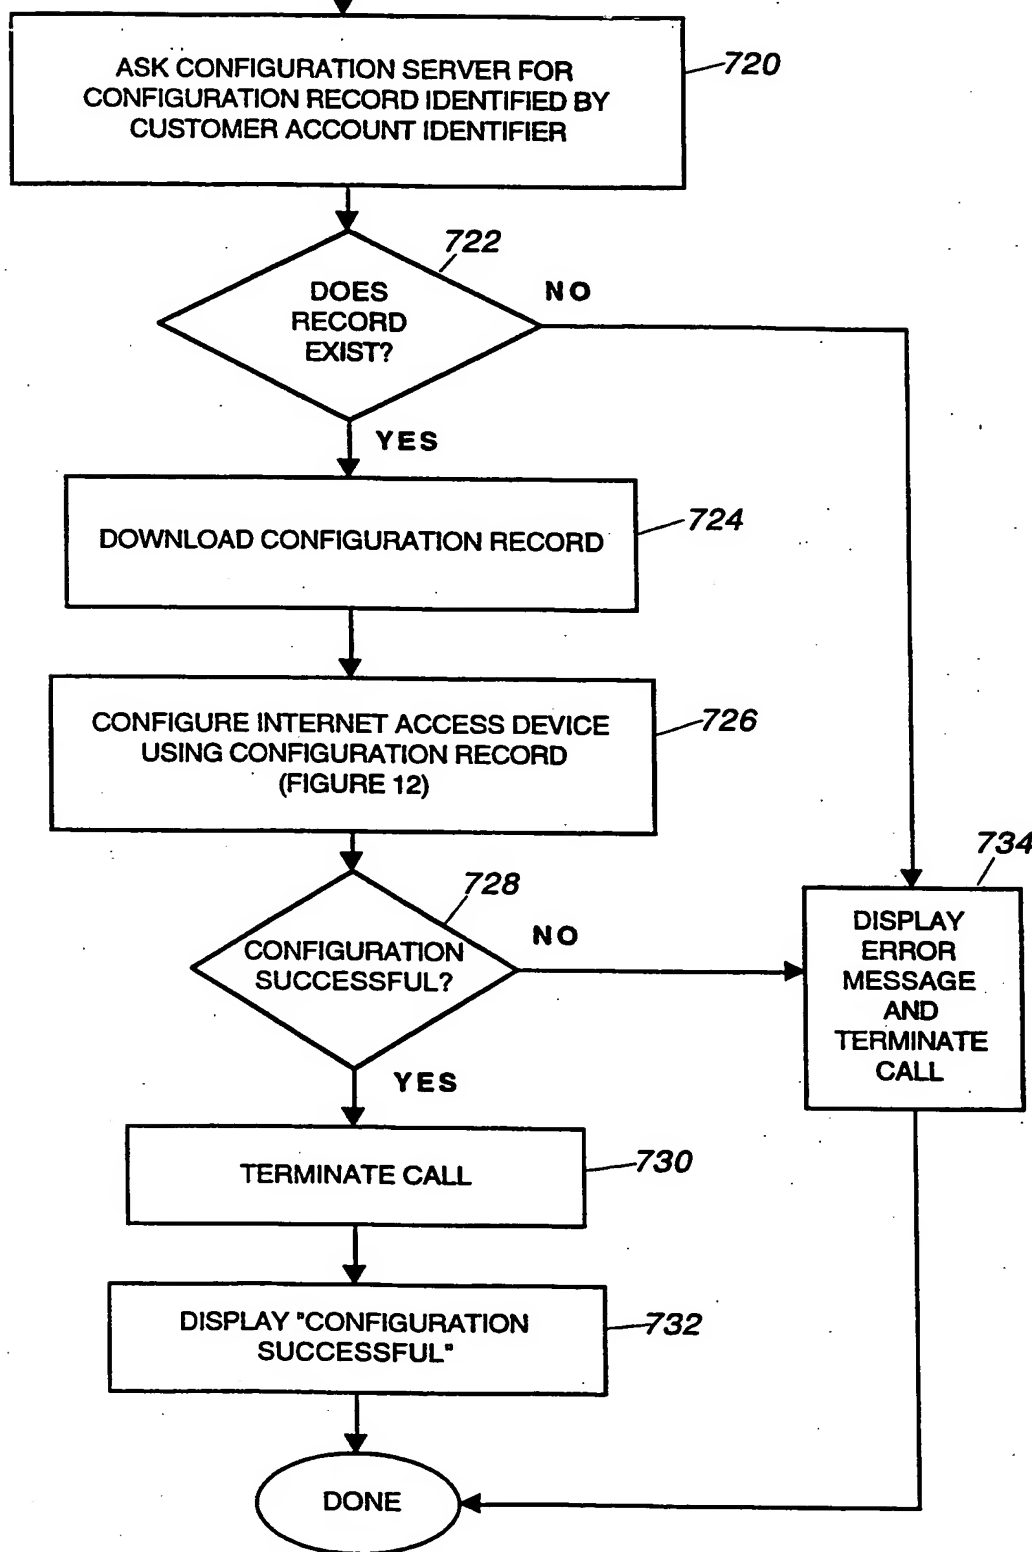 ASK CONFIGURATION SERVER FOR
CONFIGURATION RECORD IDENTIFIED BY
CUSTOMER ACCOUNT IDENTIFIER
720
722
DOES
RECORD
EXIST?
NO
YES
DOWNLOAD CONFIGURATION RECORD
724
CONFIGURE INTERNET ACCESS DEVICE
USING CONFIGURATION RECORD
(FIGURE 12)
726
728
CONFIGURATION
SUCCESSFUL?
NO
YES
734
DISPLAY
ERROR
MESSAGE
AND
TERMINATE
CALL
TERMINATE CALL
730
DISPLAY "CONFIGURATION
SUCCESSFUL"
732
DONE